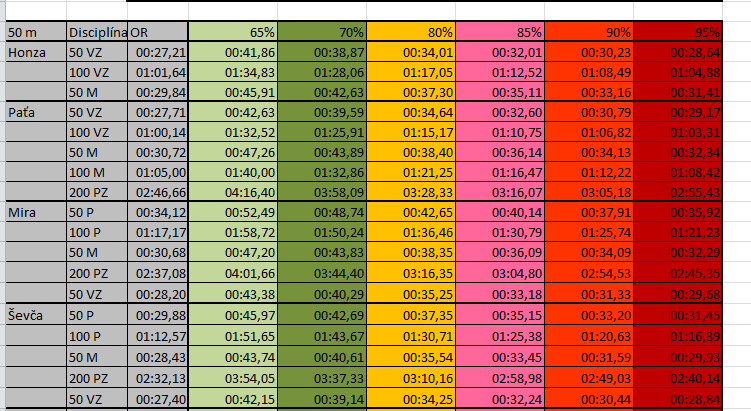 50 m Disciplína OR 65% 70% 80% 85% 90% 95%
Honza 50 VZ 00:27,21 00:41,86 00:38,87 00:34,01 00:32,01 00:30,23 00:28,64
100 VZ 01:01,64 01:34,83 01:28,06 01:17,05 01:12,52 01:08,49 01:04,88
50 M 00:29,84 00:45,91 00:42,63 00:37,30 00:35,11 00:33,16 00:31,41
Paťa 50 VZ 00:27,71 00:42,63 00:39,59 00:34,64 00:32,60 00:30,79 00:29,17
100 VZ 01:00,14 01:32,52 01:25,91 01:15,17 01:10,75 01:06,82 01:03,31
50 M 00:30,72 00:47,26 00:43,89 00:38,40 00:36,14 00:34,13 00:32,34
100 M 01:05,00 01:40,00 01:32,86 01:21,25 01:16,47 01:12,22 01:08,42
200 PZ 02:46,66 04:16,40 03:58,09 03:28,33 03:16,07 03:05,18 02:55,43
Mira 50 P 00:34,12 00:52,49 00:48,74 00:42,65 00:40,14 00:37,91 00:35,92
100 P 01:17,17 01:58,72 01:50,24 01:36,46 01:30,79 01:25,74 01:21,23
50 M 00:30,68 00:47,20 00:43,83 00:38,35 00:36,09 00:34,09 00:32,29
200 PZ 02:37,08 04:01,66 03:44,40 03:16,35 03:04,80 02:54,53 02:45,35
50 VZ 00:28,20 00:43,38 00:40,29 00:35,25 00:33,18 00:31,33 00:29,68
Ševča 50 P 00:29,88 00:45,97 00:42,69 00:37,35 00:35,15 00:33,20 00:31,45
100 P 01:12,57 01:51,65 01:43,67 01:30,71 01:25,38 01:20,63 01:16,39
50 M 00:28,43 00:43,74 00:40,61 00:35,54 00:33,45 00:31,59 00:29,93
200 PZ 02:32,13 03:54,05 03:37,33 03:10,16 02:58,98 02:49,03 02:40,14
50 VZ 00:27,40 00:42,15 00:39,14 00:34,25 00:32,24 00:30,44 00:28,84